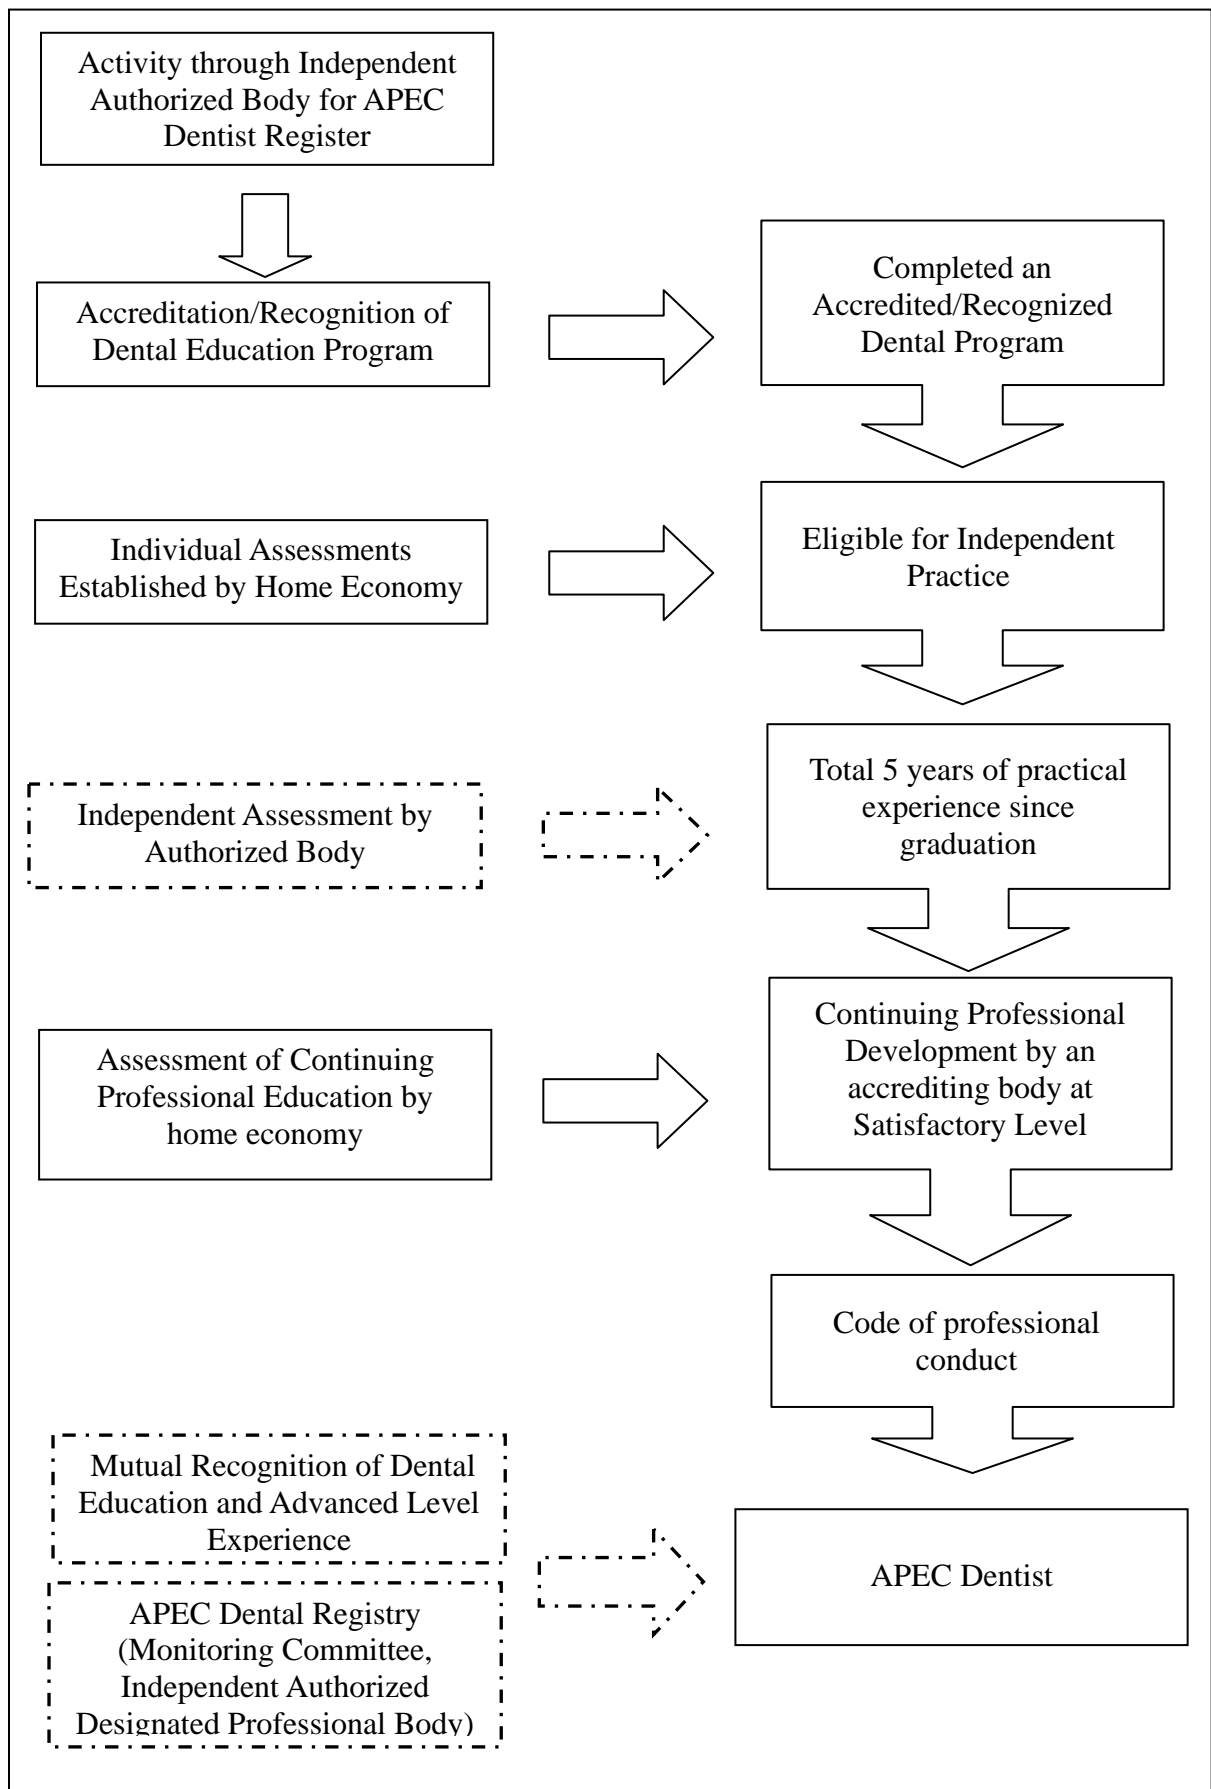 Activity through Independent
Authorized Body for APEC
Dentist Register
Accreditation/Recognition of
Dental Education Program
Completed an
Accredited/Recognized
Dental Program
Individual Assessments
Established by Home Economy
Eligible for Independent
Practice
Independent Assessment by
Authorized Body
Total 5 years of practical
experience since
graduation
Assessment of Continuing
Professional Education by
home economy
Continuing Professional
Development by an
accrediting body at
Satisfactory Level
Code of professional
conduct
Mutual Recognition of Dental
Education and Advanced Level
Experience
APEC Dental Registry
(Monitoring Committee,
Independent Authorized
Designated Professional Body)
APEC Dentist